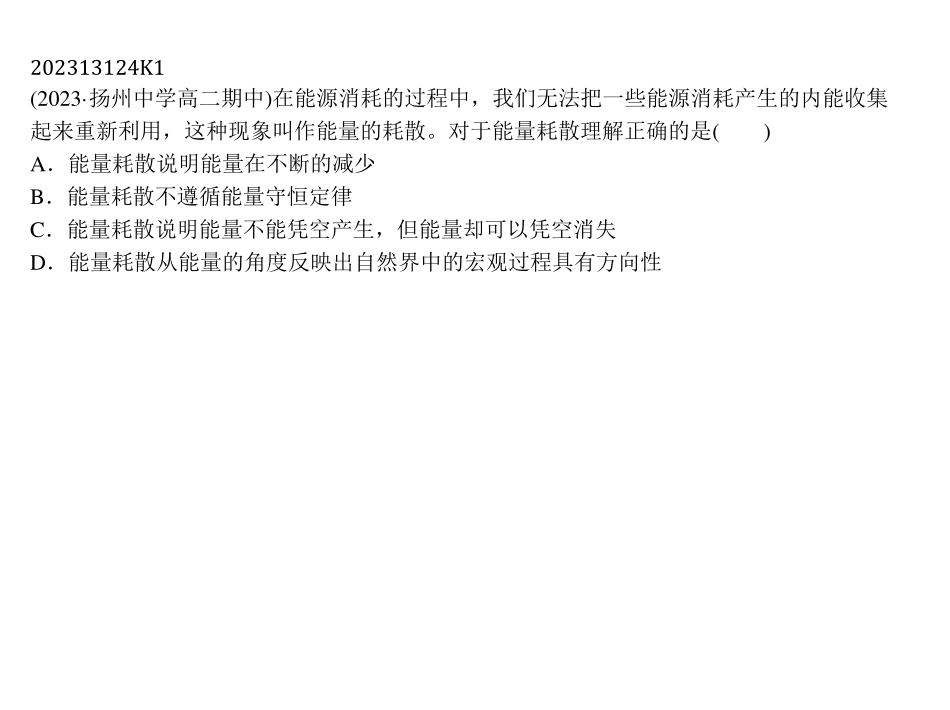 202313124K1
(2023·扬州中学高二期中)在能源消耗的过程中，我们无法把一些能源消耗产生的内能收集
起来重新利用，这种现象叫作能量的耗散。对于能量耗散理解正确的是(　　)
A．能量耗散说明能量在不断的减少
B．能量耗散不遵循能量守恒定律
C．能量耗散说明能量不能凭空产生，但能量却可以凭空消失
D．能量耗散从能量的角度反映出自然界中的宏观过程具有方向性